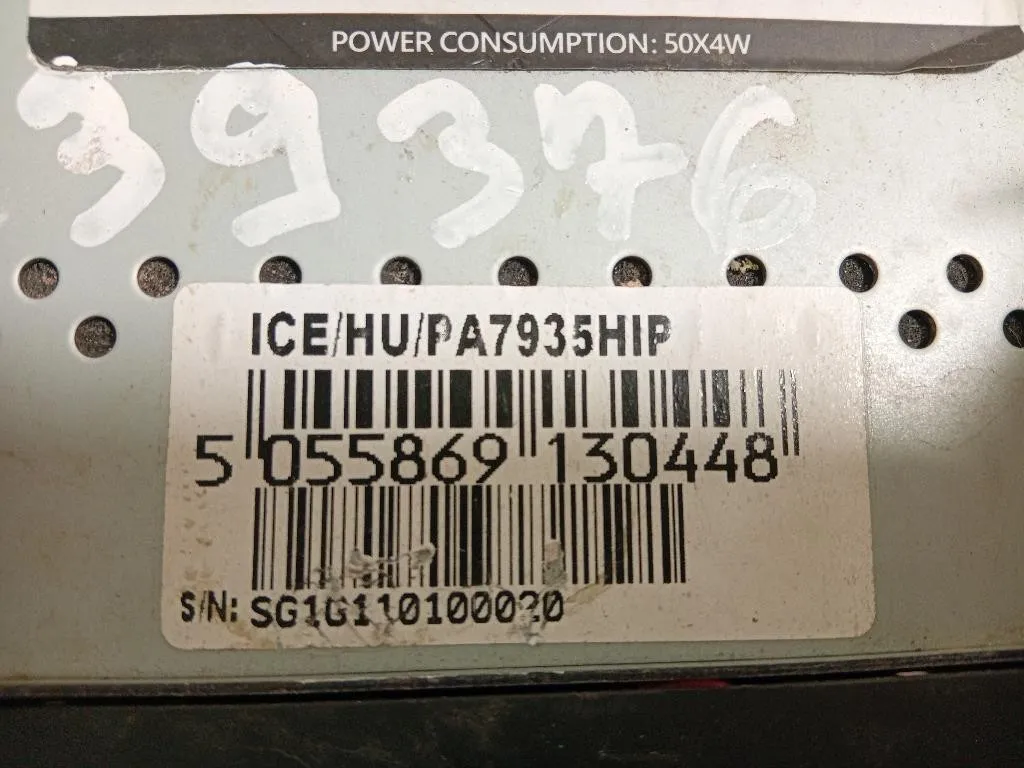 POWER CONSUMPTION: 50X4W
39376
ICE/HU/PA7935HIP
5 055869 130448
S/N: SG1G110100020